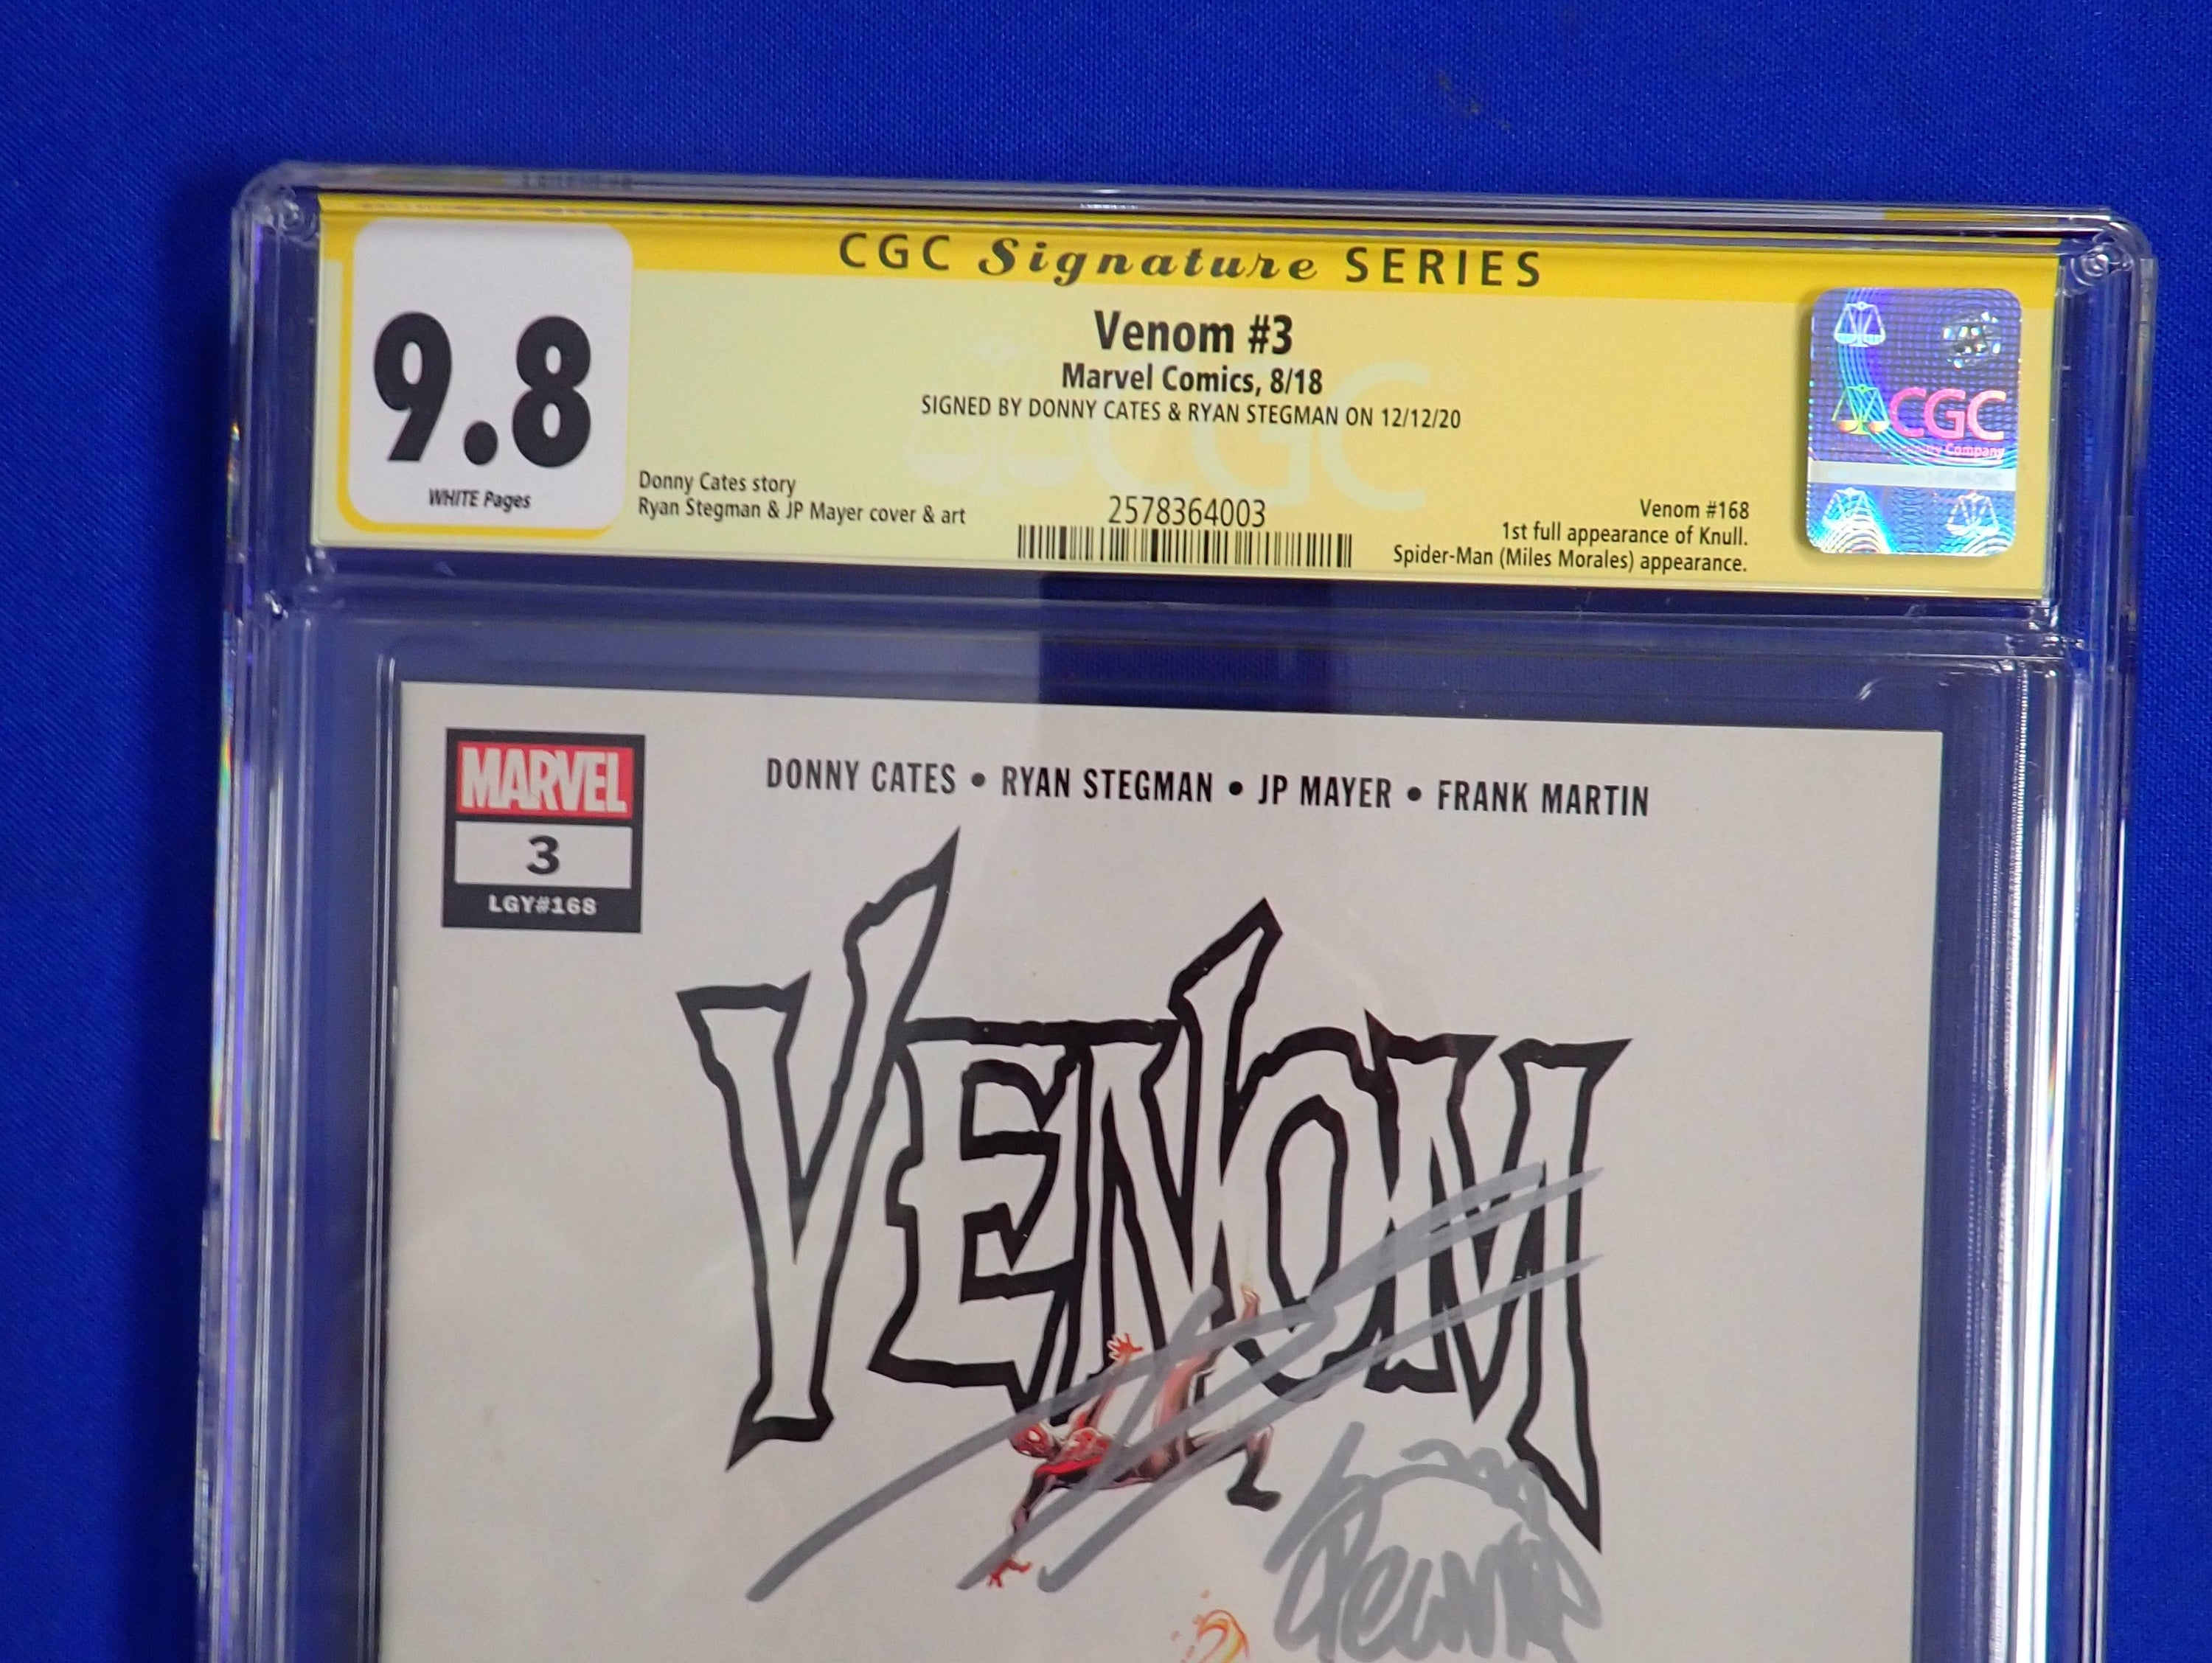 CGC Signature SERIES
9.8
WHITE Pages
Venom #3
Marvel Comics, 8/18
SIGNED BY DONNY CATES & RYAN STEGMAN ON 12/12/20
Donny Cates story
Ryan Stegman & JP Mayer cover & art
2578364003
Venom #168
1st full appearance of Knull.
Spider-Man (Miles Morales) appearance.
CGC
MARVEL
3
LGY#168
DONNY CATES • RYAN STEGMAN • JP MAYER • FRANK MARTIN
VENOM